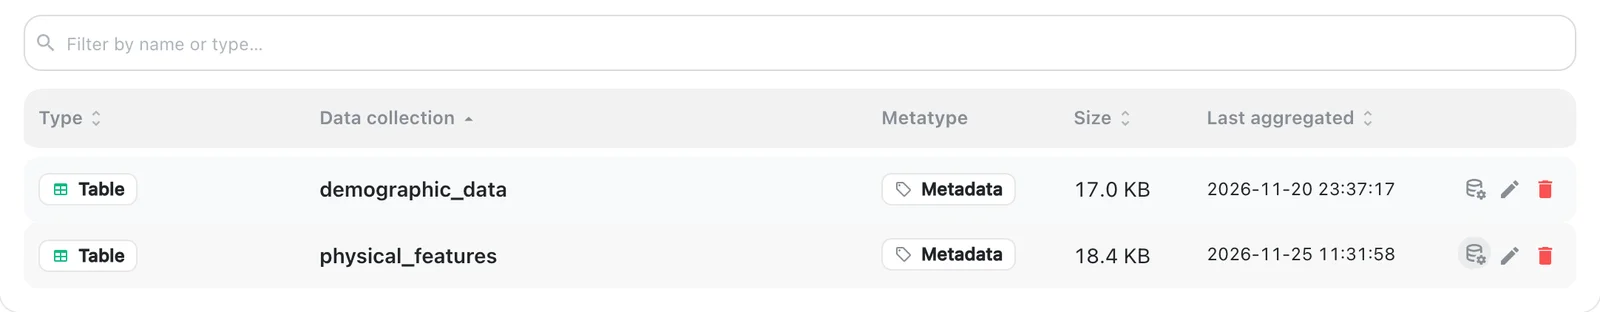 Filter by name or type...
Type Data collection Metatype Size Last aggregated
Table demographic_data Metadata 17.0 KB 2026-11-20 23:37:17
Table physical_features Metadata 18.4 KB 2026-11-25 11:31:58